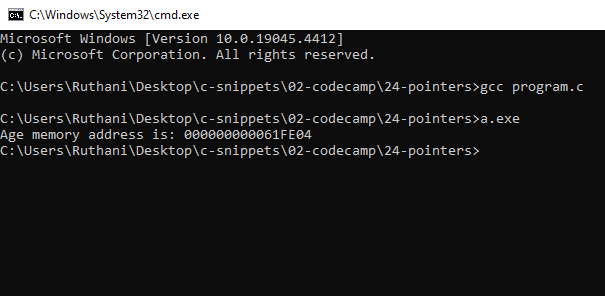 C:\Windows\System32\cmd.exe
Microsoft Windows [Version 10.0.19045.4412]
(c) Microsoft Corporation. All rights reserved.
C:\Users\Ruthani\Desktop\c-snippets\02-codecamp\24-pointers>gcc program.c
C:\Users\Ruthani\Desktop\c-snippets\02-codecamp\24-pointers>a.exe
Age memory address is: 000000000061FE04
C:\Users\Ruthani\Desktop\c-snippets\02-codecamp\24-pointers>